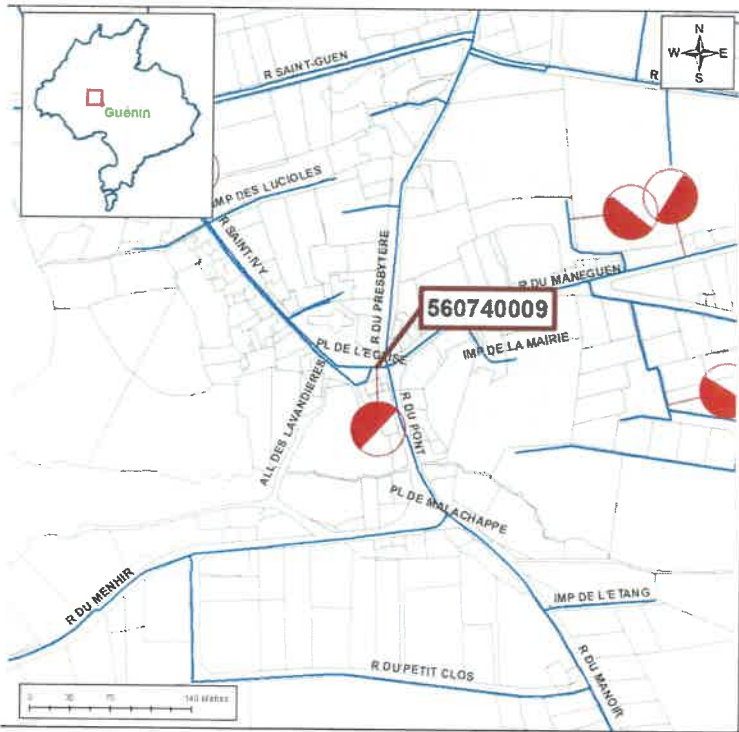 N
W E
S
Guénin
R SAINT-GUEN
R
IMP DES LUCIOLES
R SAINT-IVY
R DU PRESBYTERE
R DU MANEGUEN
560740009
PL DE L'EGLISE
IMP DE LA MAIRIE
ALL DES LAVANDIERES
R DU PONT
PL DE MALACHAPPE
R DU MENHIR
IMP DE L'ETANG
R DU PETIT CLOS
R DU MANOIR
140 Mètres